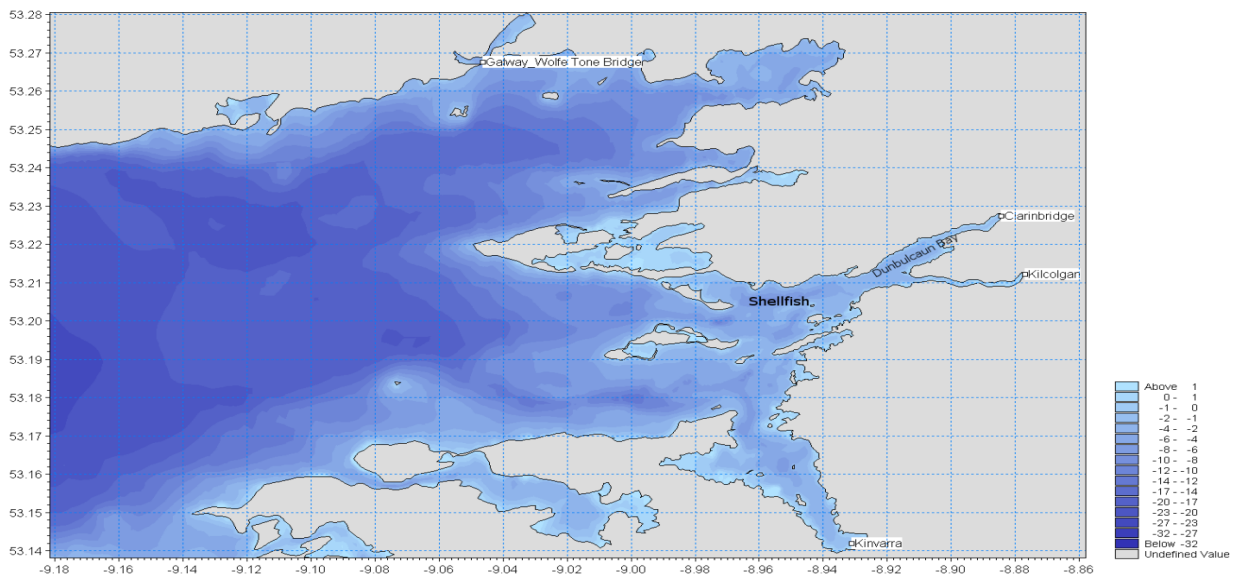 53.28
53.27
53.26
53.25
53.24
53.23
53.22
53.21
53.20
53.19
53.18
53.17
53.16
53.15
53.14
Galway_Wolfe Tone Bridge
Clarinbridge
Dunbulcaun Bay
Kilcolgan
Shellfish
Kinvarra
-9.18 -9.16 -9.14 -9.12 -9.10 -9.08 -9.06 -9.04 -9.02 -9.00 -8.98 -8.96 -8.94 -8.92 -8.90 -8.88 -8.86
Above 1
0 - 1
-1 - 0
-2 - -1
-4 - -2
-6 - -4
-8 - -6
-10 - -8
-12 - -10
-14 - -12
-17 - -14
-20 - -17
-23 - -20
-27 - -23
-32 - -27
Below -32
Undefined Value